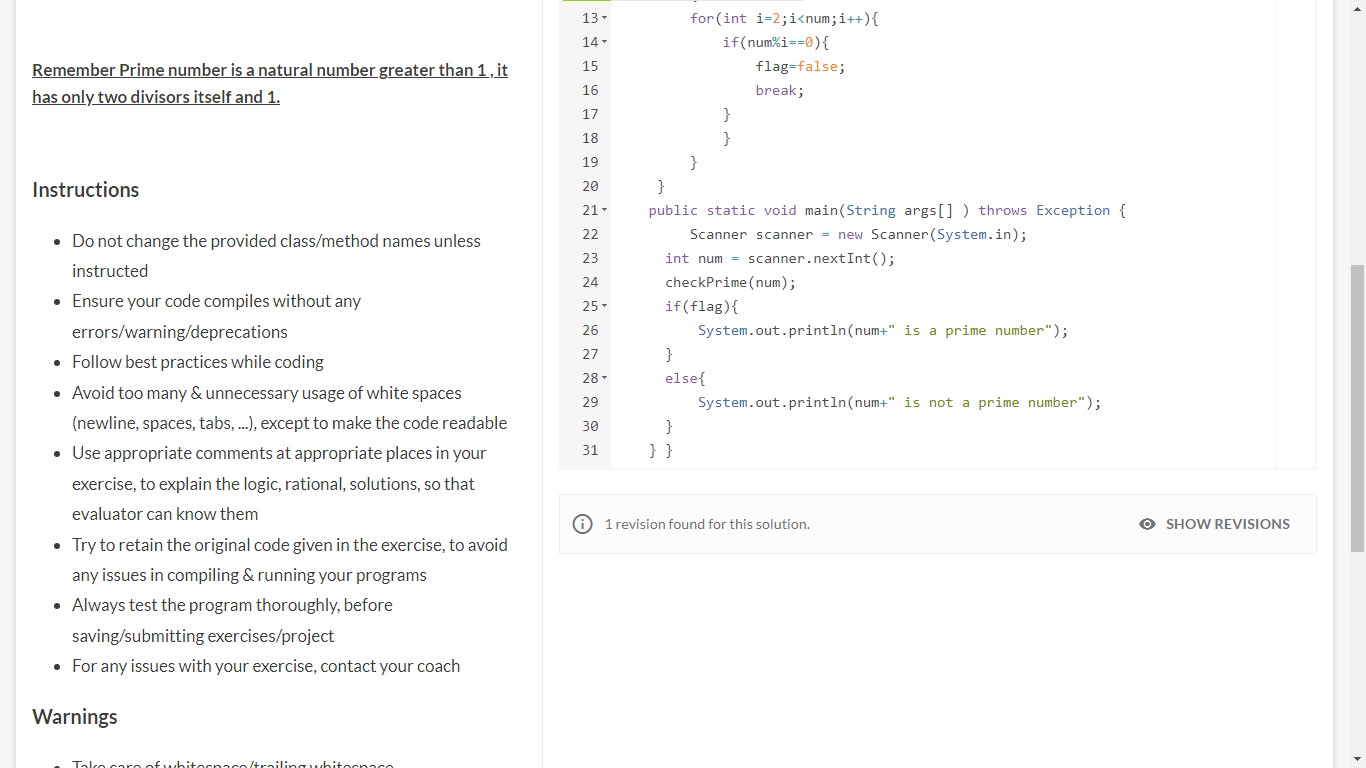 Remember Prime number is a natural number greater than 1 , it
has only two divisors itself and 1.
Instructions
Do not change the provided class/method names unless
instructed
Ensure your code compiles without any
errors/warning/deprecations
Follow best practices while coding
Avoid too many & unnecessary usage of white spaces
(newline, spaces, tabs, ...), except to make the code readable
Use appropriate comments at appropriate places in your
exercise, to explain the logic, rational, solutions, so that
evaluator can know them
Try to retain the original code given in the exercise, to avoid
any issues in compiling & running your programs
Always test the program thoroughly, before
saving/submitting exercises/project
For any issues with your exercise, contact your coach
Warnings
Take care of whitespace/trailing whitespace
13 for(int i=2;i<num;i++){
14 if(num%i==0){
15 flag=false;
16 break;
17 }
18 }
19 }
20 }
21 public static void main(String args[] ) throws Exception {
22 Scanner scanner = new Scanner(System.in);
23 int num = scanner.nextInt();
24 checkPrime(num);
25 if(flag){
26 System.out.println(num+" is a prime number");
27 }
28 else{
29 System.out.println(num+" is not a prime number");
30 }
31 } }
1 revision found for this solution.
SHOW REVISIONS